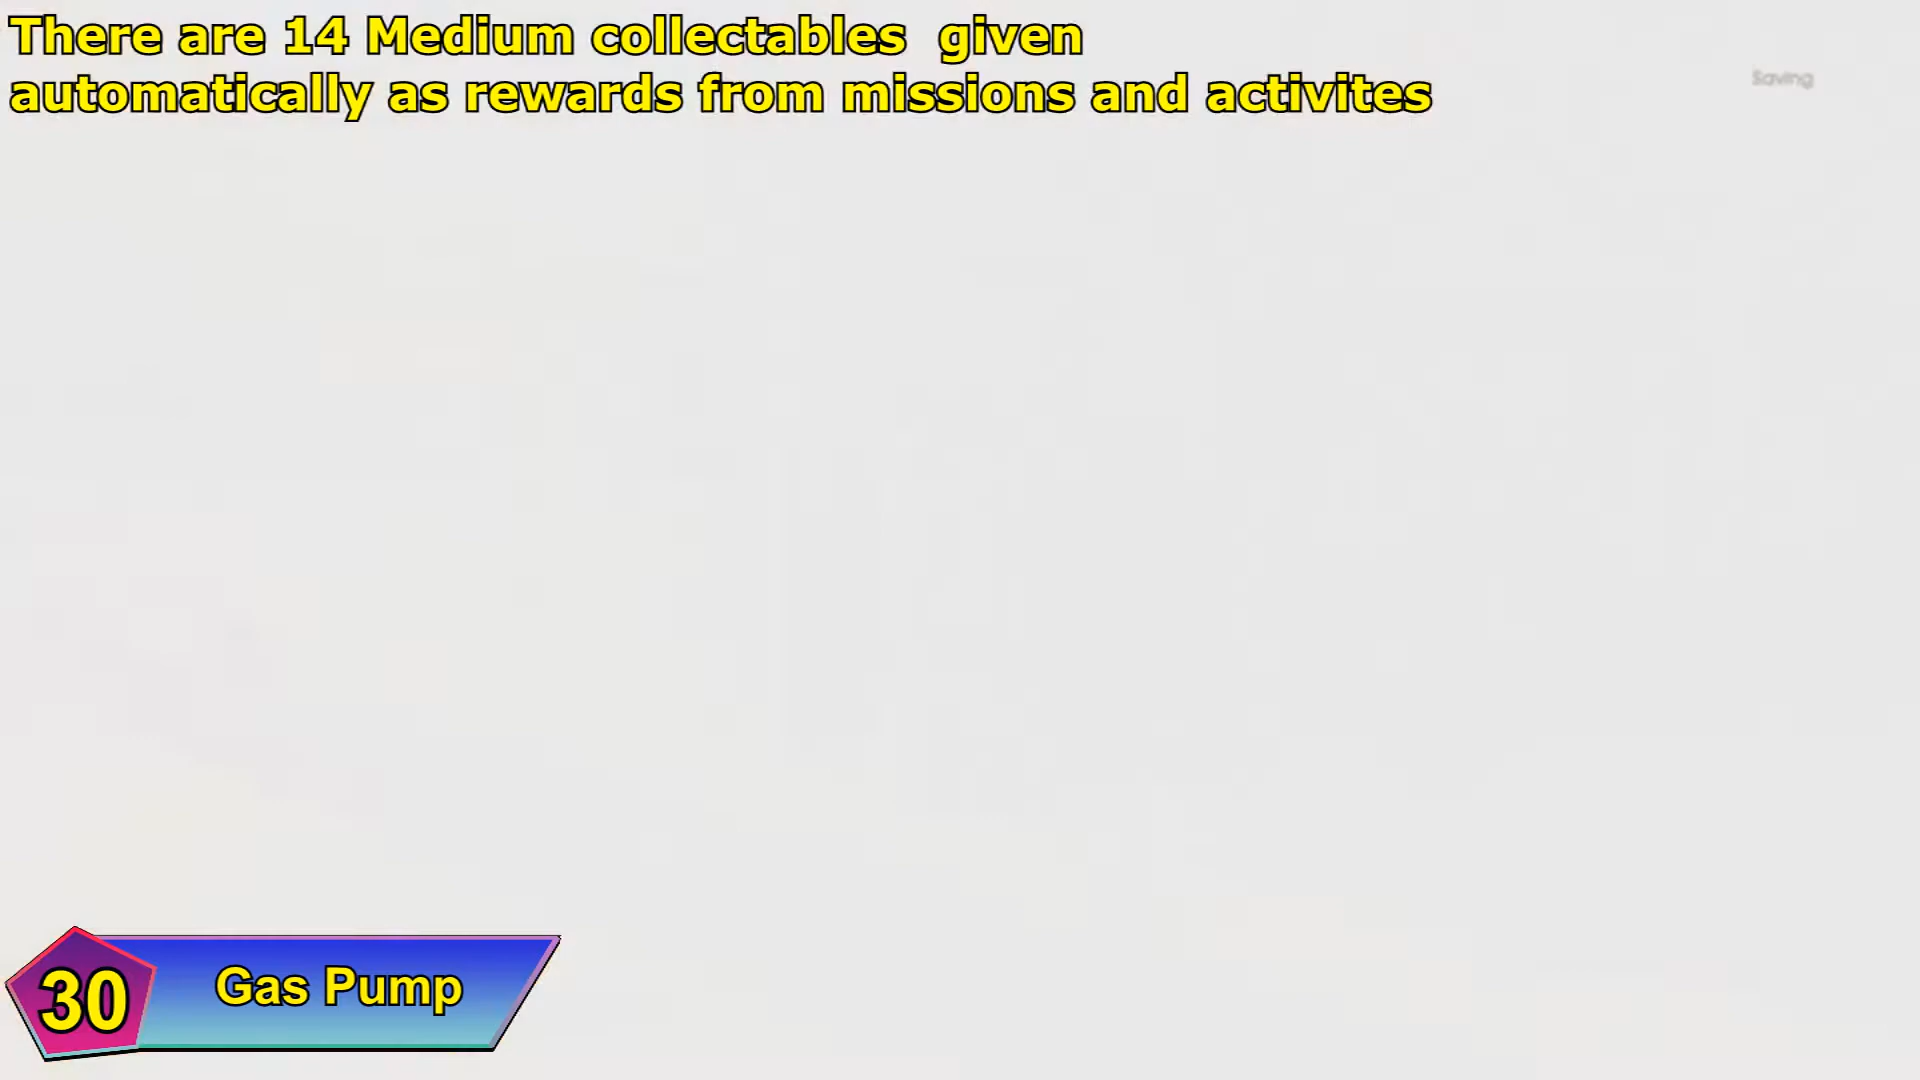 There are 14 Medium collectables  given
automatically as rewards from missions and activites
Saving
30
Gas Pump